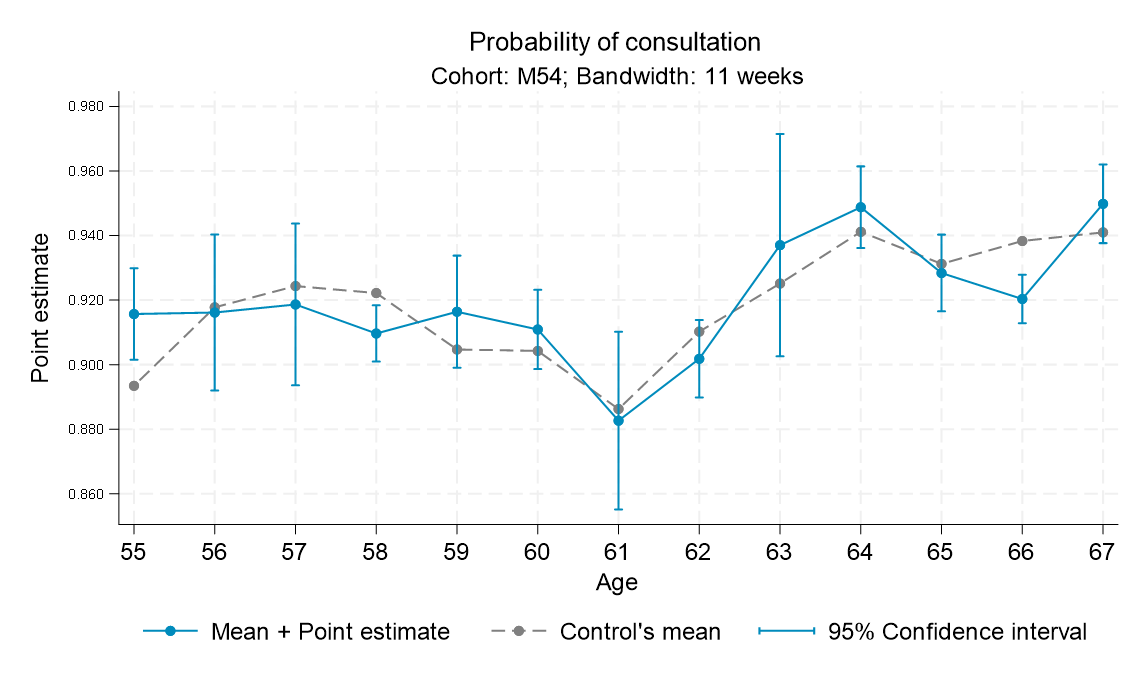 Probability of consultation
Cohort: M54; Bandwidth: 11 weeks
Point estimate
0.980
0.960
0.940
0.920
0.900
0.880
0.860
55 56 57 58 59 60 61 62 63 64 65 66 67
Age
Mean + Point estimate Control's mean 95% Confidence interval